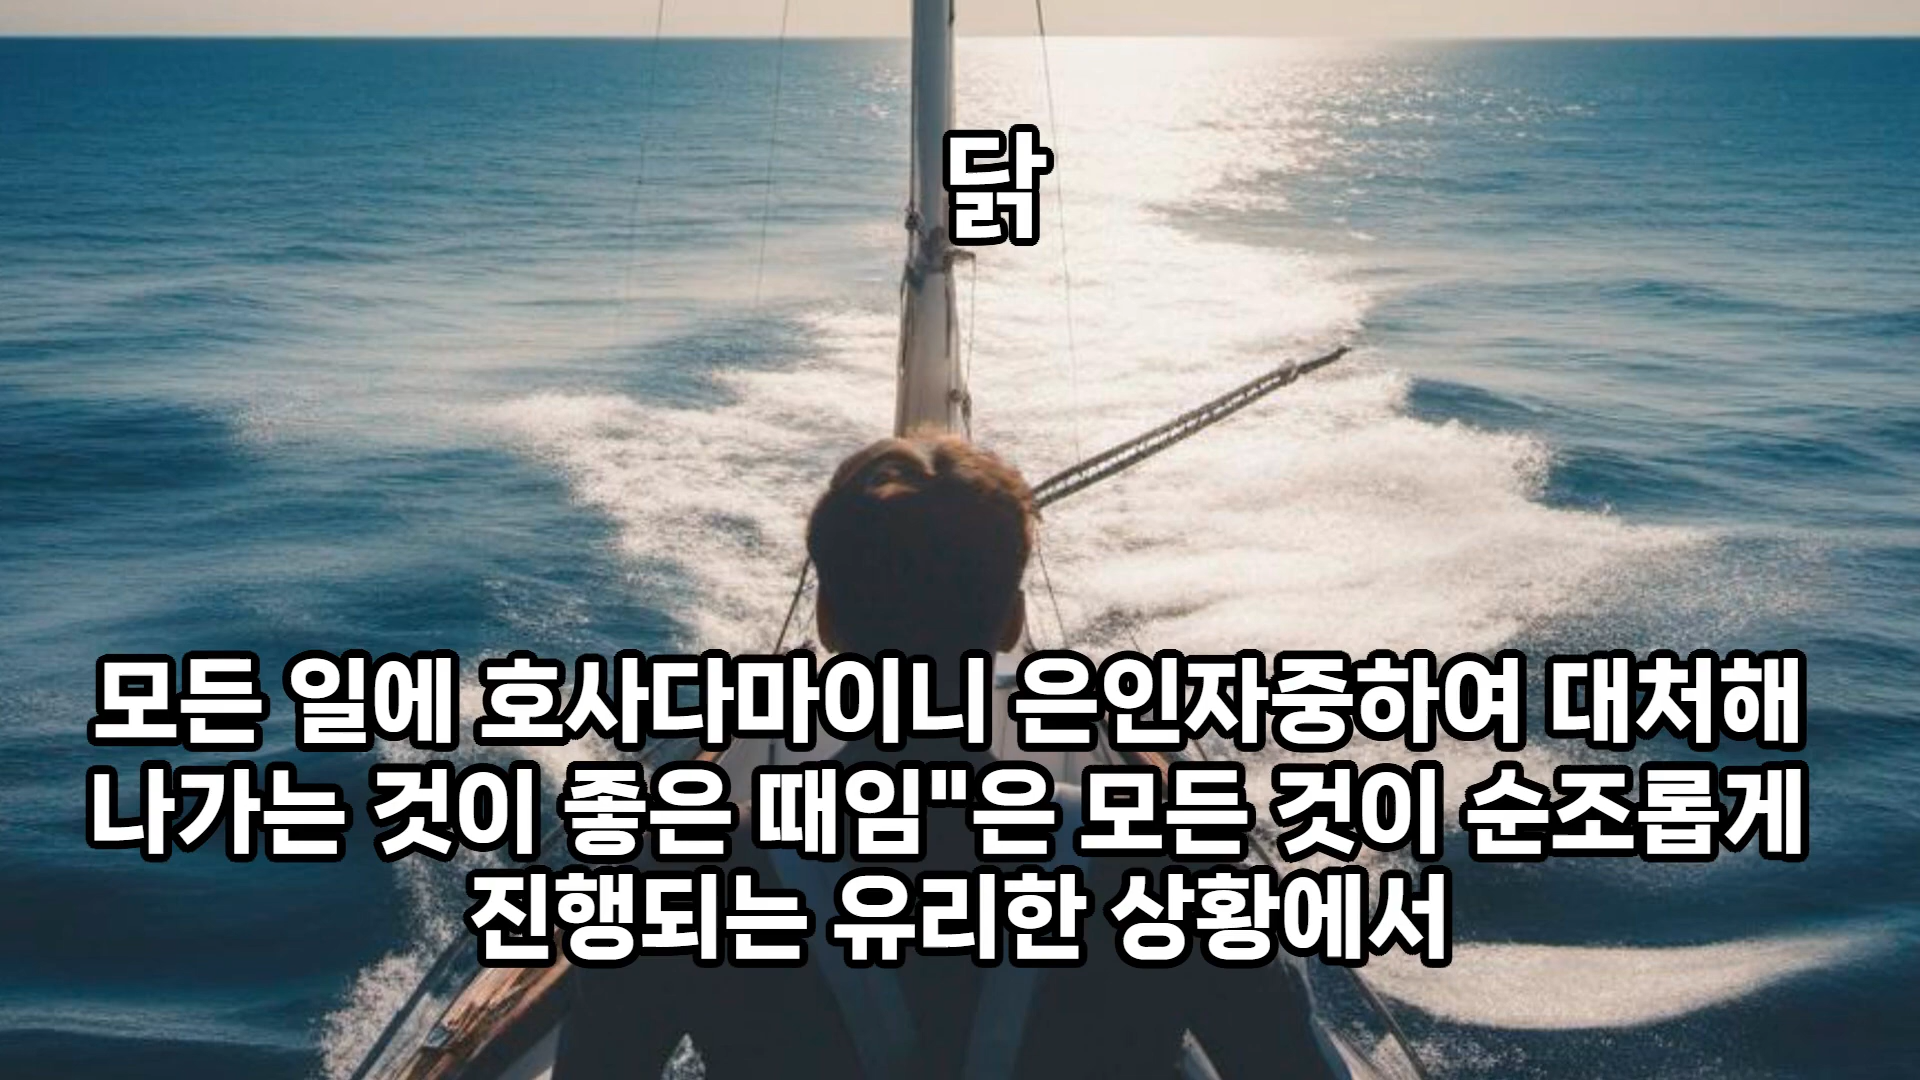 닭
모든 일에 호사다마이니 은인자중하여 대처해
나가는 것이 좋은 때임"은 모든 것이 순조롭게
진행되는 유리한 상황에서